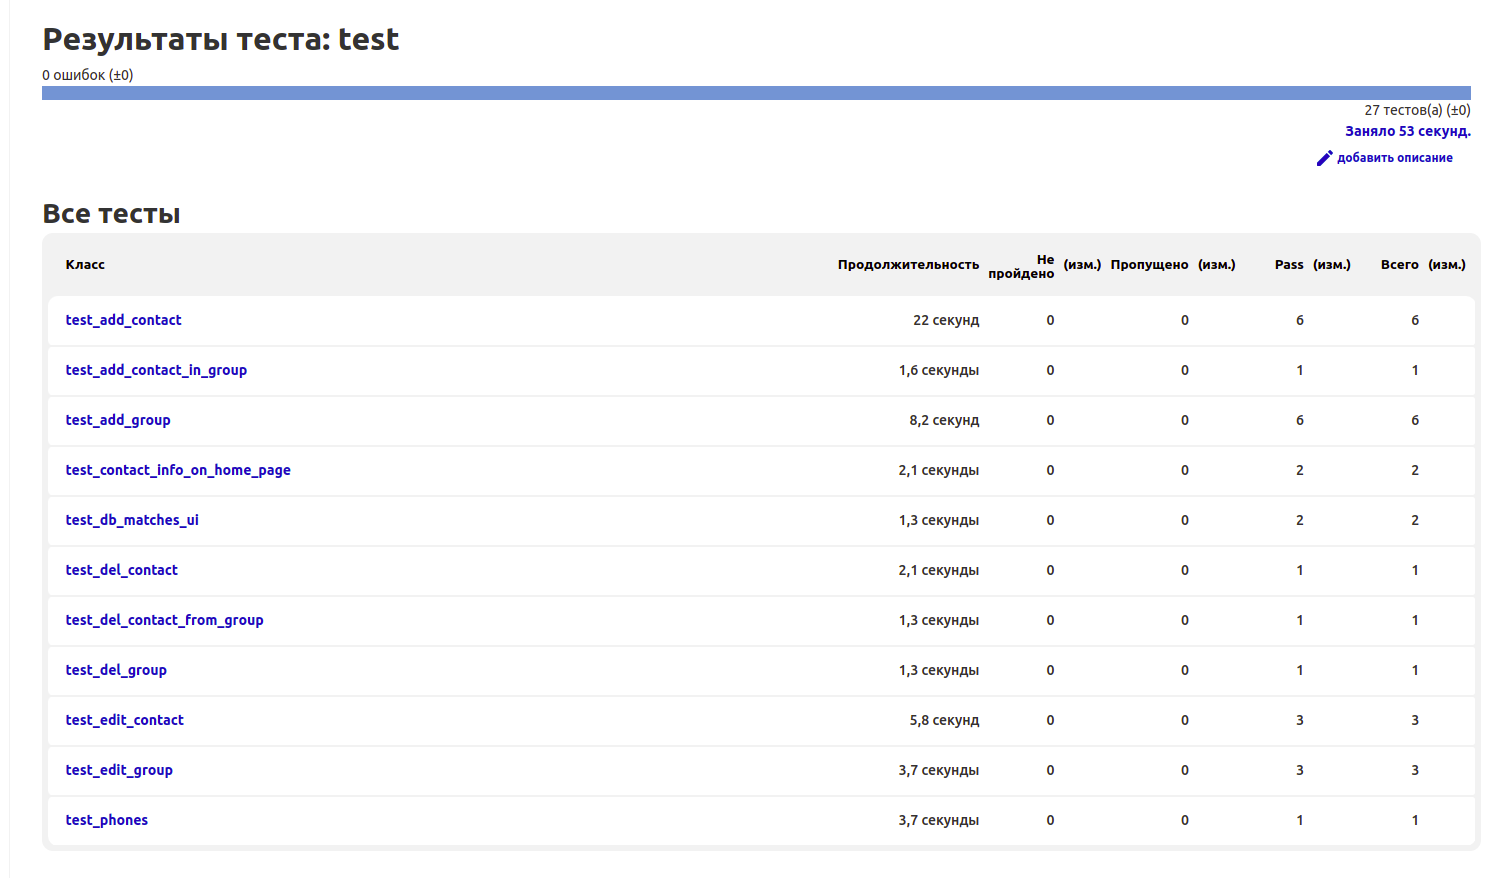 Результаты теста: test
0 ошибок (±0)
27 тестов(а) (±0)
Заняло 53 секунд.
добавить описание
Все тесты
Класс Продолжительность Не пройдено (изм.) Пропущено (изм.) Pass (изм.) Всего (изм.)
test_add_contact 22 секунд 0 0 6 6
test_add_contact_in_group 1,6 секунды 0 0 1 1
test_add_group 8,2 секунд 0 0 6 6
test_contact_info_on_home_page 2,1 секунды 0 0 2 2
test_db_matches_ui 1,3 секунды 0 0 2 2
test_del_contact 2,1 секунды 0 0 1 1
test_del_contact_from_group 1,3 секунды 0 0 1 1
test_del_group 1,3 секунды 0 0 1 1
test_edit_contact 5,8 секунд 0 0 3 3
test_edit_group 3,7 секунды 0 0 3 3
test_phones 3,7 секунды 0 0 1 1